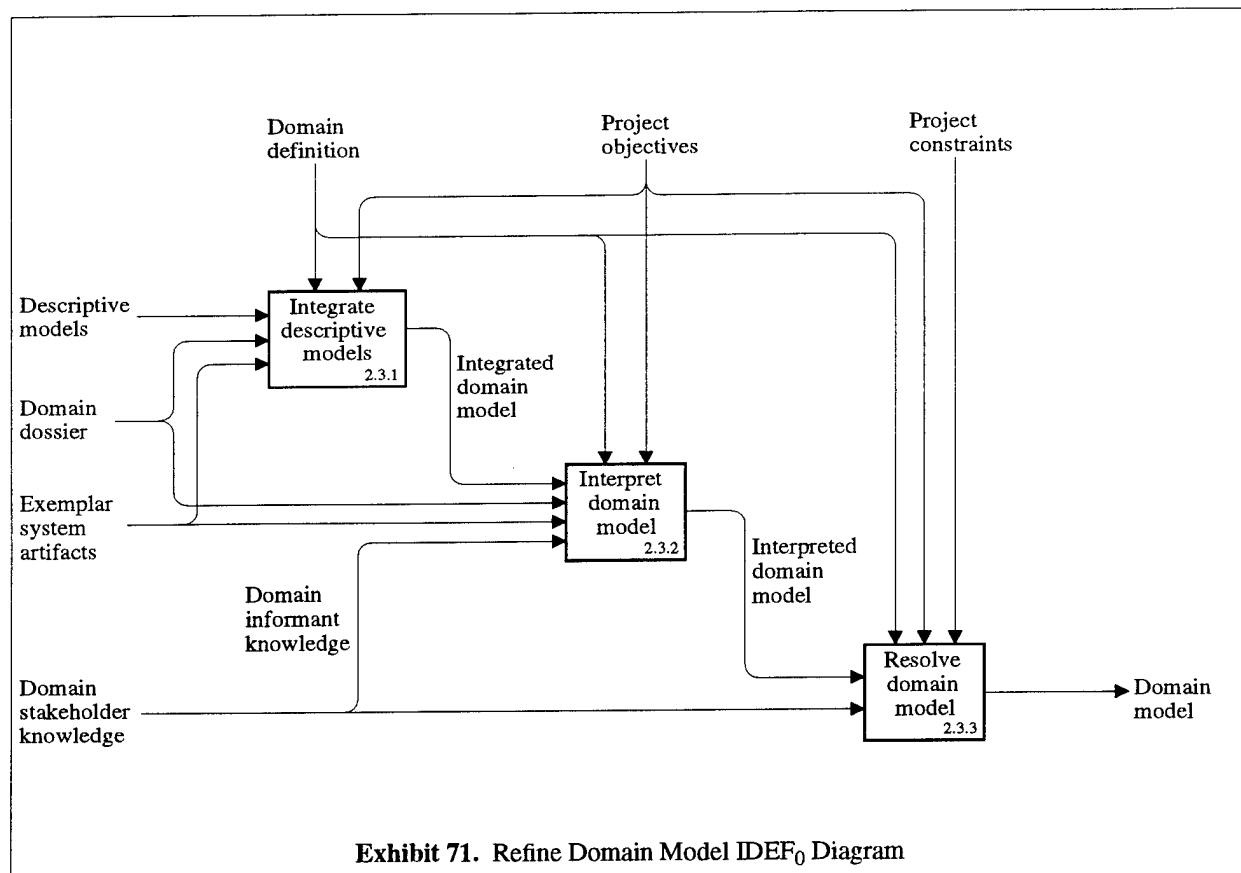 Domain
definition
Project
objectives
Project
constraints
Descriptive
models
Integrate
descriptive
models
2.3.1
Integrated
domain
model
Domain
dossier
Interpret
domain
model
2.3.2
Exemplar
system
artifacts
Interpreted
domain
model
Domain
informant
knowledge
Resolve
domain
model
2.3.3
Domain
stakeholder
knowledge
Domain
model
Exhibit 71. Refine Domain Model IDEF₀ Diagram